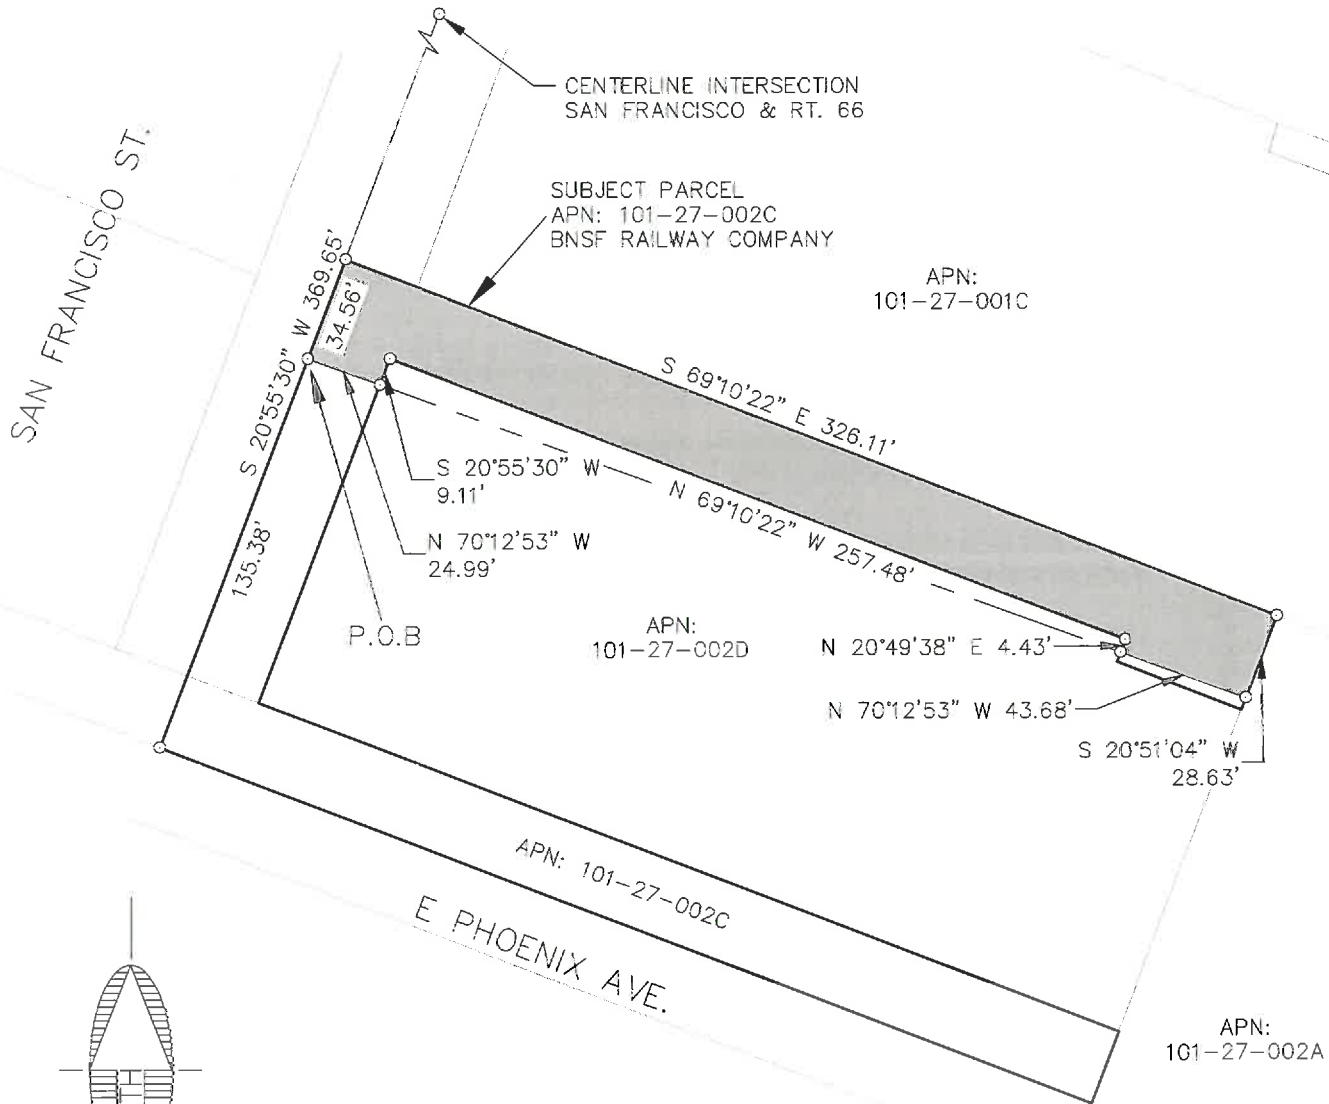 CENTERLINE INTERSECTION
SAN FRANCISCO & RT. 66
SAN FRANCISCO ST.
SUBJECT PARCEL
APN: 101-27-002C
BNSF RAILWAY COMPANY
APN:
101-27-001C
S 20°55'30" W 369.65'
34.56'
S 69°10'22" E 326.11'
S 20°55'30" W
9.11'
N 69°10'22" W 257.48'
N 70°12'53" W
24.99'
135.38'
P.O.B
APN:
101-27-002D
N 20°49'38" E 4.43'
N 70°12'53" W 43.68'
S 20°51'04" W
28.63'
APN: 101-27-002C
E PHOENIX AVE.
APN:
101-27-002A